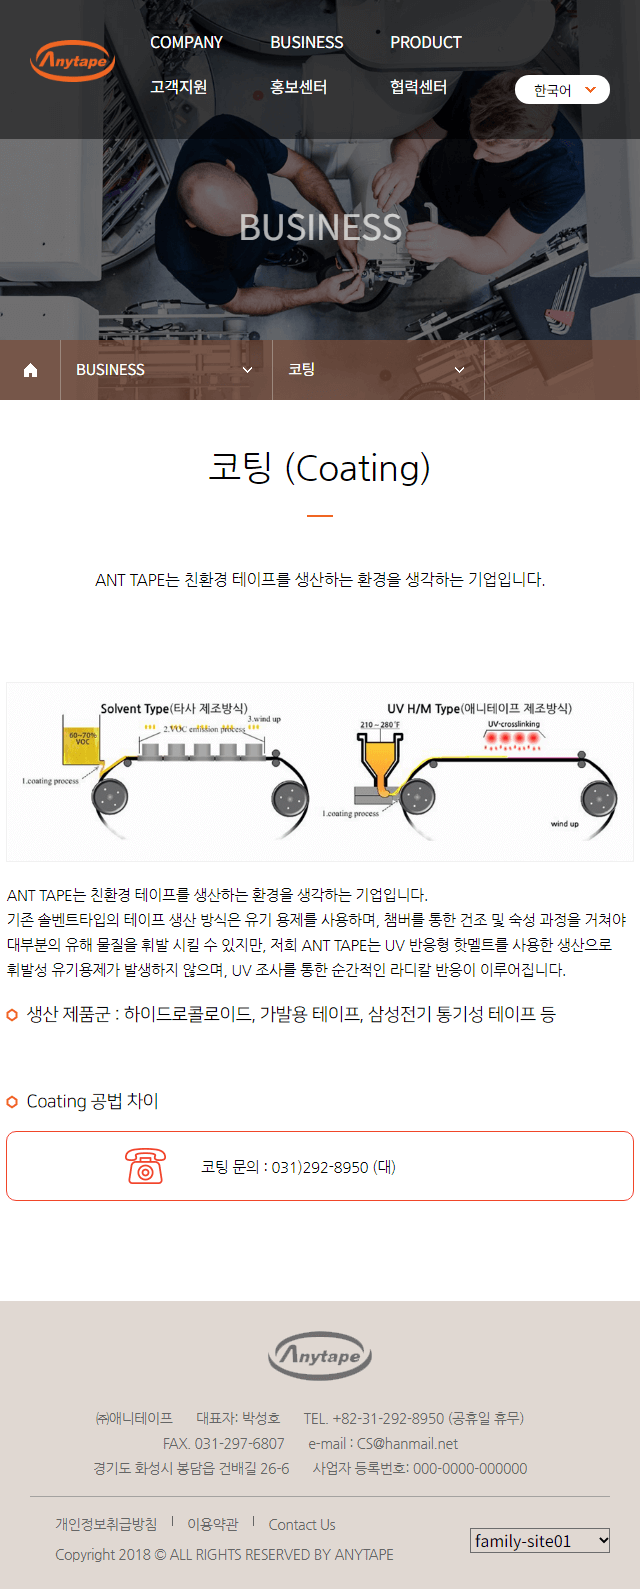 Anytape
COMPANY
BUSINESS
PRODUCT
고객지원
홍보센터
협력센터
한국어
BUSINESS
BUSINESS
코팅
코팅 (Coating)
ANT TAPE는 친환경 테이프를 생산하는 환경을 생각하는 기업입니다.
Solvent Type(타사 제조방식)
UV H/M Type(애니테이프 제조방식)
60~70%
VOC
3.wind up
2.VOC emission process
1.coating process
210~280˚F
UV-crosslinking
1.coating process
wind up
ANT TAPE는 친환경 테이프를 생산하는 환경을 생각하는 기업입니다.
기존 솔벤트타입의 테이프 생산 방식은 유기 용제를 사용하며, 챔버를 통한 건조 및 숙성 과정을 거쳐야
대부분의 유해 물질을 휘발 시킬 수 있지만, 저희 ANT TAPE는 UV 반응형 핫멜트를 사용한 생산으로
휘발성 유기용제가 발생하지 않으며, UV 조사를 통한 순간적인 라디칼 반응이 이루어집니다.
생산 제품군 : 하이드로콜로이드, 가발용 테이프, 삼성전기 통기성 테이프 등
Coating 공법 차이
코팅 문의 : 031)292-8950 (대)
Anytape
㈜애니테이프 대표자: 박성호 TEL. +82-31-292-8950 (공휴일 휴무)
FAX. 031-297-6807 e-mail : CS@hanmail.net
경기도 화성시 봉담읍 건배길 26-6 사업자 등록번호: 000-0000-000000
개인정보취급방침 | 이용약관 | Contact Us
Copyright 2018 © ALL RIGHTS RESERVED BY ANYTAPE
family-site01